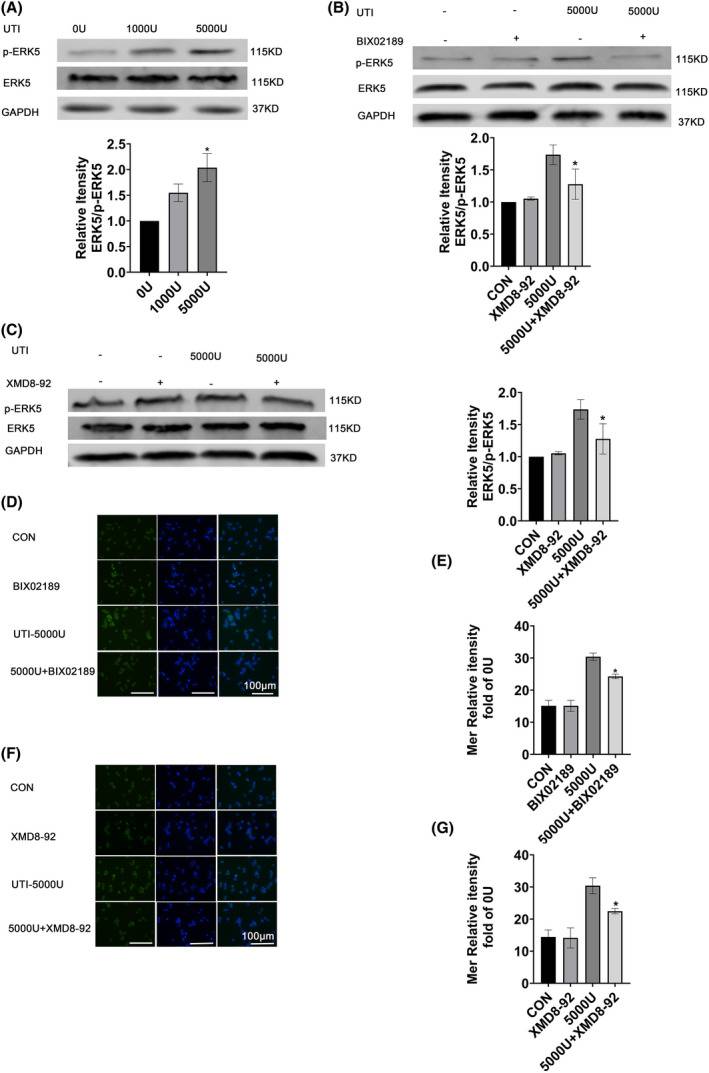 (A)
UTI 0U 1000U 5000U
p-ERK5 115KD
ERK5 115KD
GAPDH 37KD
Relative Itensity
ERK5/p-ERK5
2.5
2.0
1.5
1.0
0.5
0.0
*
0U 1000U 5000U
(B)
UTI - - 5000U 5000U
BIX02189 - + - +
p-ERK5 115KD
ERK5 115KD
GAPDH 37KD
Relative Itensity
ERK5/p-ERK5
2.0
1.5
1.0
0.5
0.0
*
CON XMD8-92 5000U 5000U+XMD8-92
(C)
UTI - - 5000U 5000U
XMD8-92 - + - +
p-ERK5 115KD
ERK5 115KD
GAPDH 37KD
Relative Itensity
ERK5/p-ERK5
2.0
1.5
1.0
0.5
0.0
*
CON XMD8-92 5000U 5000U+XMD8-92
(D)
CON
BIX02189
UTI-5000U
5000U+BIX02189
100μm
(E)
Mer Relative itensity
fold of 0U
40
30
20
10
0
*
CON BIX02189 5000U 5000U+BIX02189
(F)
CON
XMD8-92
UTI-5000U
5000U+XMD8-92
100μm
(G)
Mer Relative itensity
fold of 0U
40
30
20
10
0
*
CON XMD8-92 5000U 5000U+XMD8-92